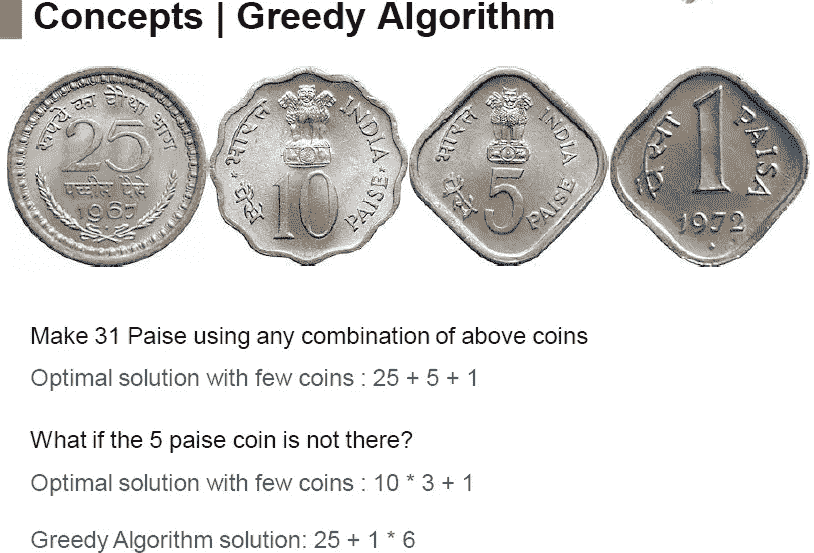 Concepts | Greedy Algorithm
रूपये का चौथा भाग
25
पच्चीस पैसे
1967
भारत
INDIA
पैसे
10
PAISE
भारत
INDIA
पैसे
5
PAISE
पैसा
1
PAISA
1972
Make 31 Paise using any combination of above coins
Optimal solution with few coins : 25 + 5 + 1
What if the 5 paise coin is not there?
Optimal solution with few coins : 10 * 3 + 1
Greedy Algorithm solution: 25 + 1 * 6